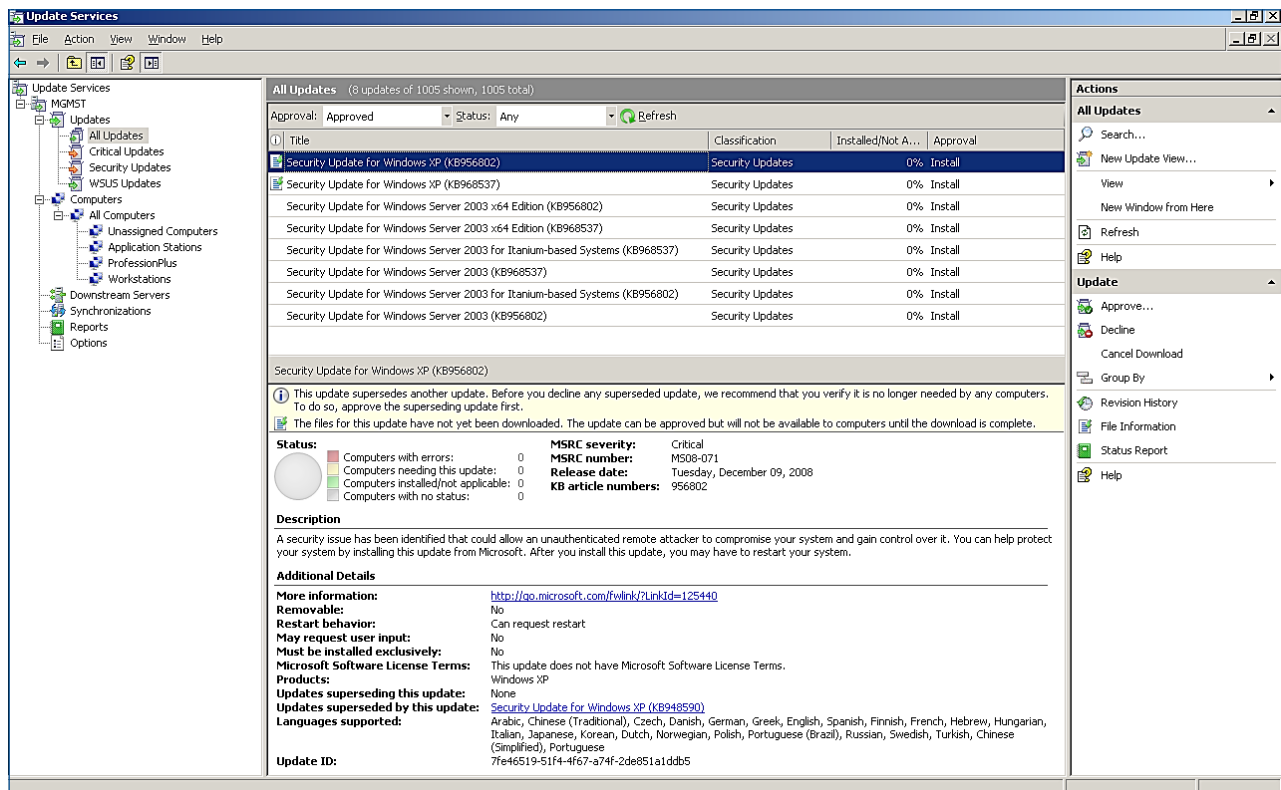 Update Services
File Action View Window Help
Update Services
MGMST
Updates
All Updates
Critical Updates
Security Updates
WSUS Updates
Computers
All Computers
Unassigned Computers
Application Stations
ProfessionPlus
Workstations
Downstream Servers
Synchronizations
Reports
Options
All Updates (8 updates of 1005 shown, 1005 total)
Approval: Approved Status: Any Refresh
Title Classification Installed/Not A... Approval
Security Update for Windows XP (KB956802) Security Updates 0% Install
Security Update for Windows XP (KB968537) Security Updates 0% Install
Security Update for Windows Server 2003 x64 Edition (KB956802) Security Updates 0% Install
Security Update for Windows Server 2003 x64 Edition (KB968537) Security Updates 0% Install
Security Update for Windows Server 2003 for Itanium-based Systems (KB968537) Security Updates 0% Install
Security Update for Windows Server 2003 (KB968537) Security Updates 0% Install
Security Update for Windows Server 2003 for Itanium-based Systems (KB956802) Security Updates 0% Install
Security Update for Windows Server 2003 (KB956802) Security Updates 0% Install
Security Update for Windows XP (KB956802)
This update supersedes another update. Before you decline any superseded update, we recommend that you verify it is no longer needed by any computers.
To do so, approve the superseding update first.
The files for this update have not yet been downloaded. The update can be approved but will not be available to computers until the download is complete.
Status:
Computers with errors: 0
Computers needing this update: 0
Computers installed/not applicable: 0
Computers with no status: 0
MSRC severity: Critical
MSRC number: MS08-071
Release date: Tuesday, December 09, 2008
KB article numbers: 956802
Description
A security issue has been identified that could allow an unauthenticated remote attacker to compromise your system and gain control over it. You can help protect
your system by installing this update from Microsoft. After you install this update, you may have to restart your system.
Additional Details
More information: http://go.microsoft.com/fwlink/?LinkId=125440
Removable: No
Restart behavior: Can request restart
May request user input: No
Must be installed exclusively: No
Microsoft Software License Terms: This update does not have Microsoft Software License Terms.
Products: Windows XP
Updates superseding this update: None
Updates superseded by this update: Security Update for Windows XP (KB948590)
Languages supported: Arabic, Chinese (Traditional), Czech, Danish, German, Greek, English, Spanish, Finnish, French, Hebrew, Hungarian,
Italian, Japanese, Korean, Dutch, Norwegian, Polish, Portuguese (Brazil), Russian, Swedish, Turkish, Chinese
(Simplified), Portuguese
Update ID: 7fe46519-51f4-4f67-a74f-2de851a1ddb5
Actions
All Updates
Search...
New Update View...
View
New Window from Here
Refresh
Help
Update
Approve...
Decline
Cancel Download
Group By
Revision History
File Information
Status Report
Help